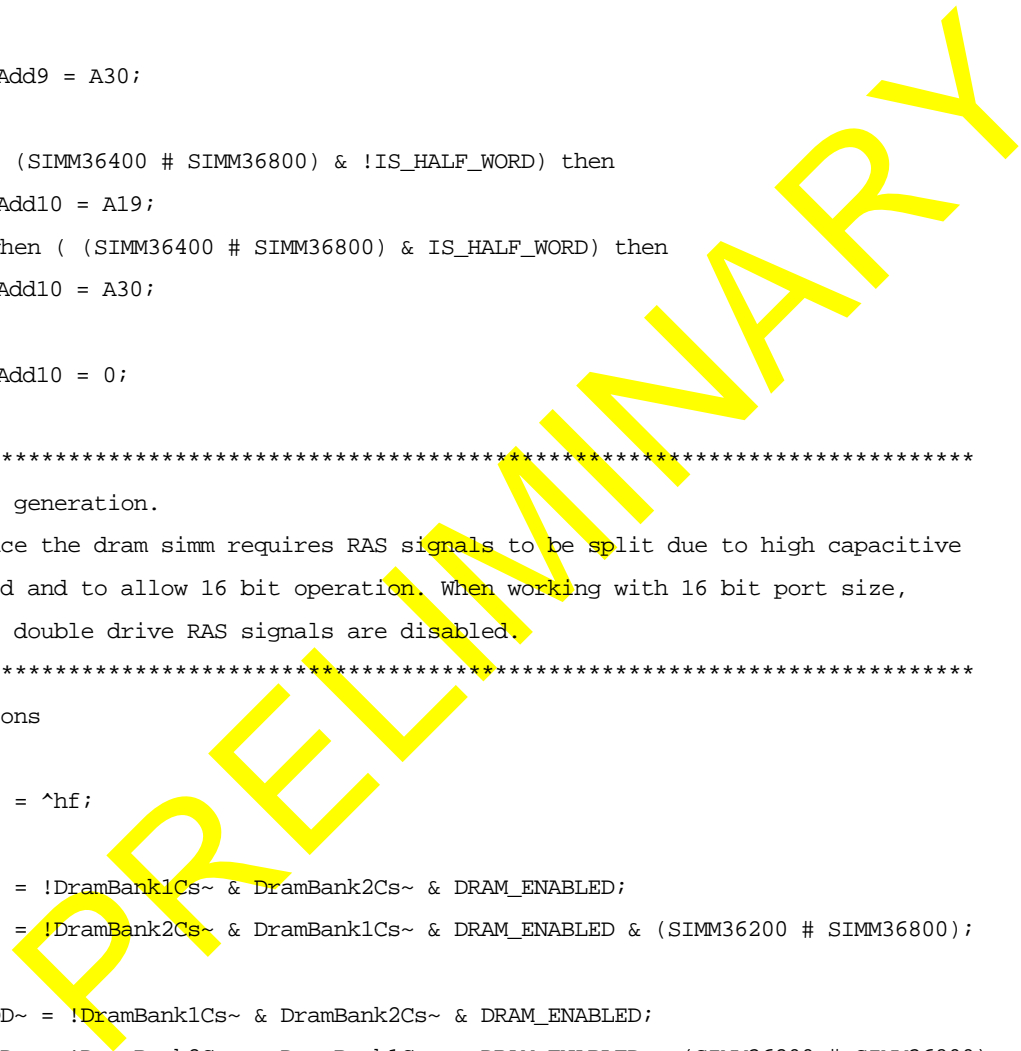 Add9 = A30;
(SIMM36400 # SIMM36800) & !IS_HALF_WORD) then
Add10 = A19;
hen ( (SIMM36400 # SIMM36800) & IS_HALF_WORD) then
Add10 = A30;
Add10 = 0;
***************************************************************************
generation.
ce the dram simm requires RAS signals to be split due to high capacitive
d and to allow 16 bit operation. When working with 16 bit port size,
double drive RAS signals are disabled.
***************************************************************************
ons
= ^hf;
= !DramBank1Cs~ & DramBank2Cs~ & DRAM_ENABLED;
= !DramBank2Cs~ & DramBank1Cs~ & DRAM_ENABLED & (SIMM36200 # SIMM36800);
D~ = !DramBank1Cs~ & DramBank2Cs~ & DRAM_ENABLED;
PRELIMINARY